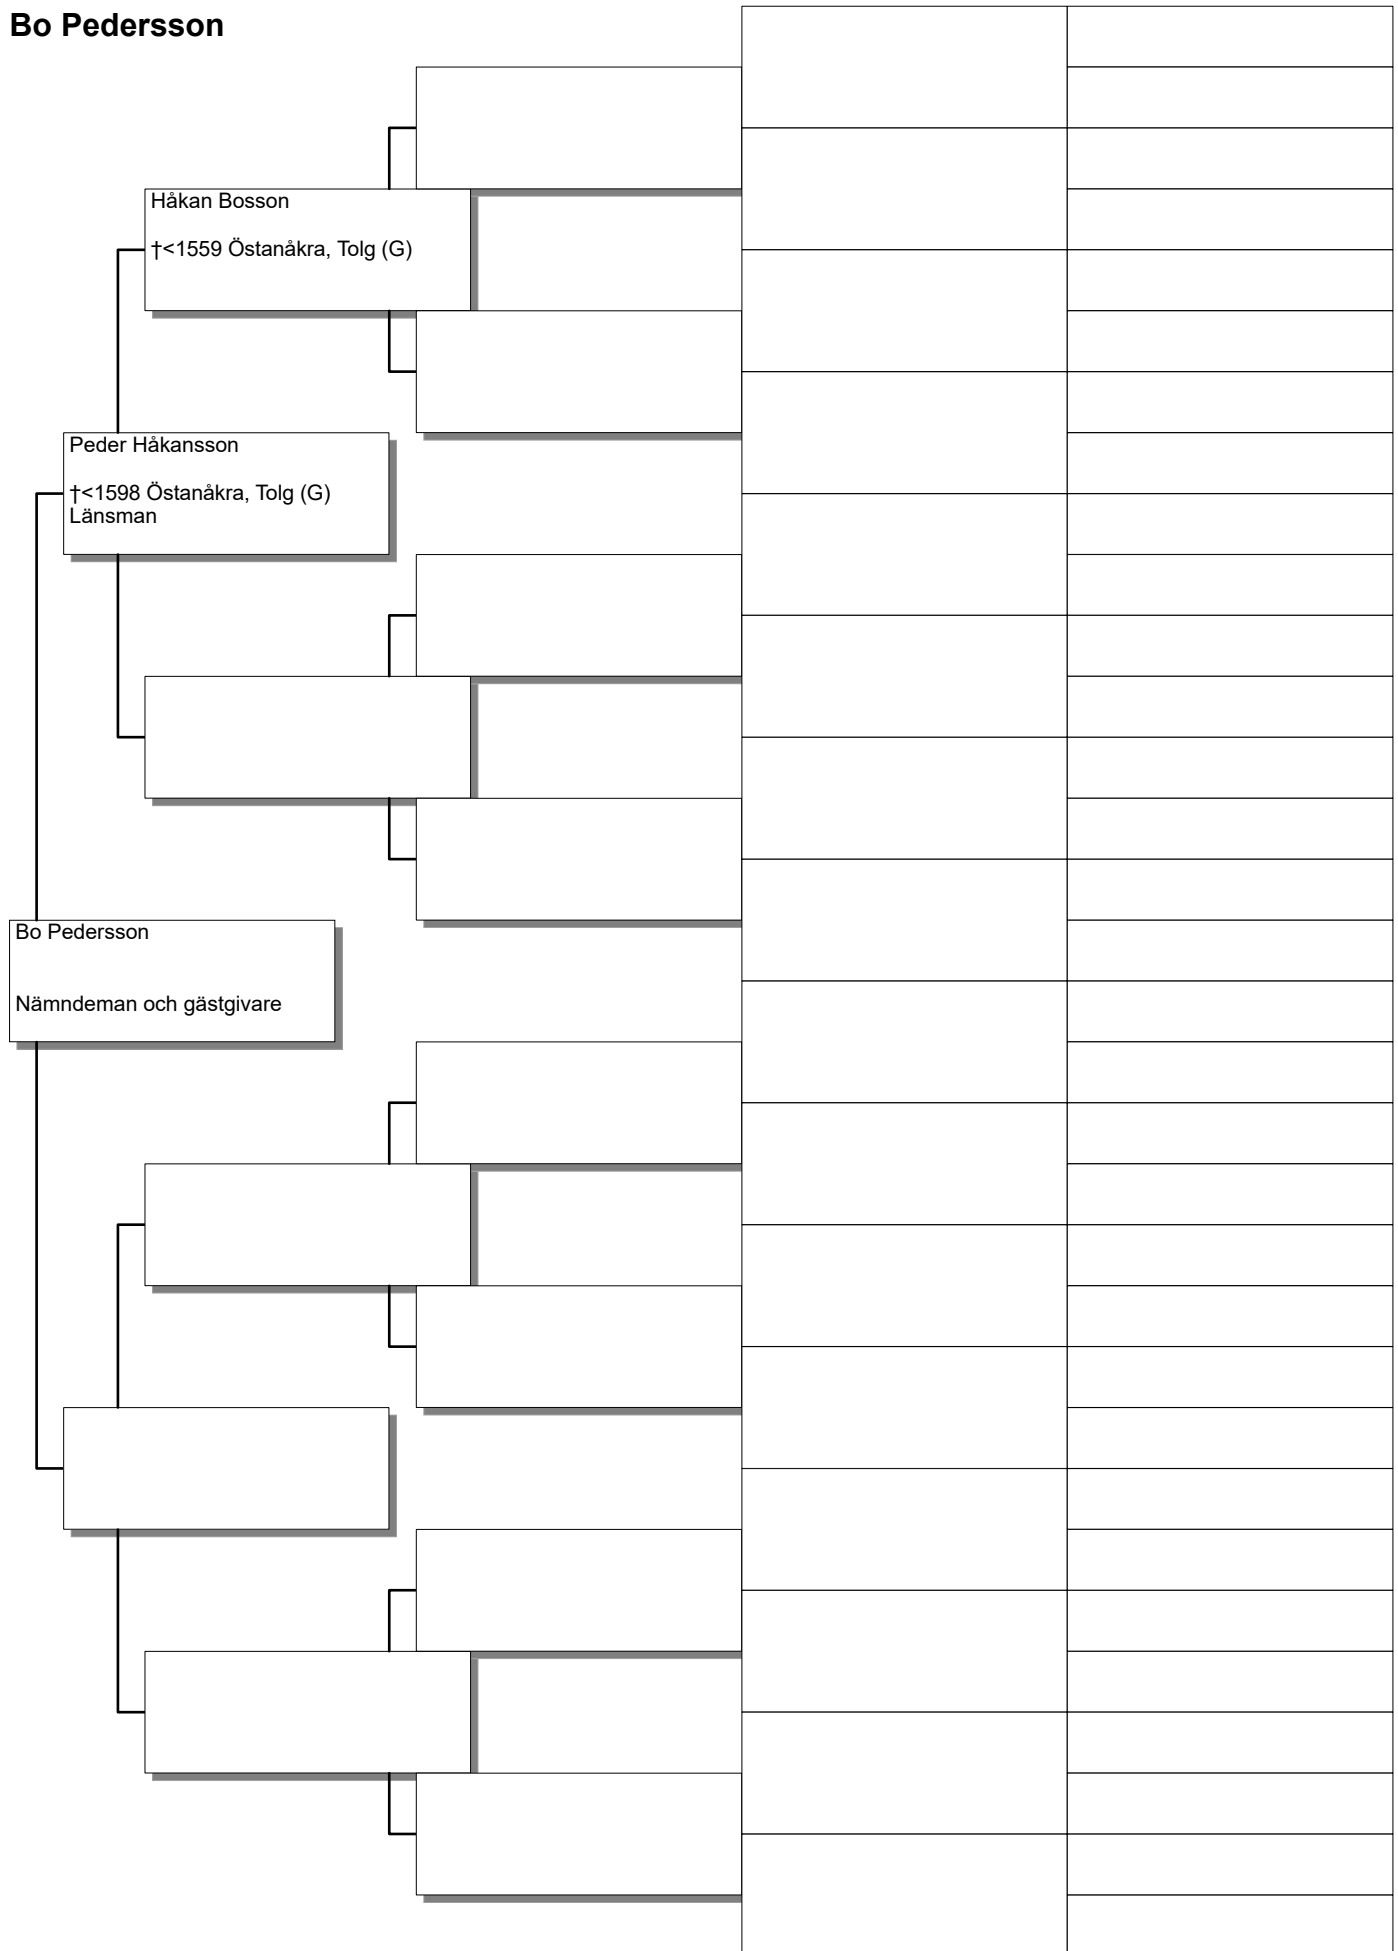 Bo Pedersson
Håkan Bosson
†<1559 Östanåkra, Tolg (G)
Peder Håkansson
†<1598 Östanåkra, Tolg (G)
Länsman
Bo Pedersson
Nämndeman och gästgivare